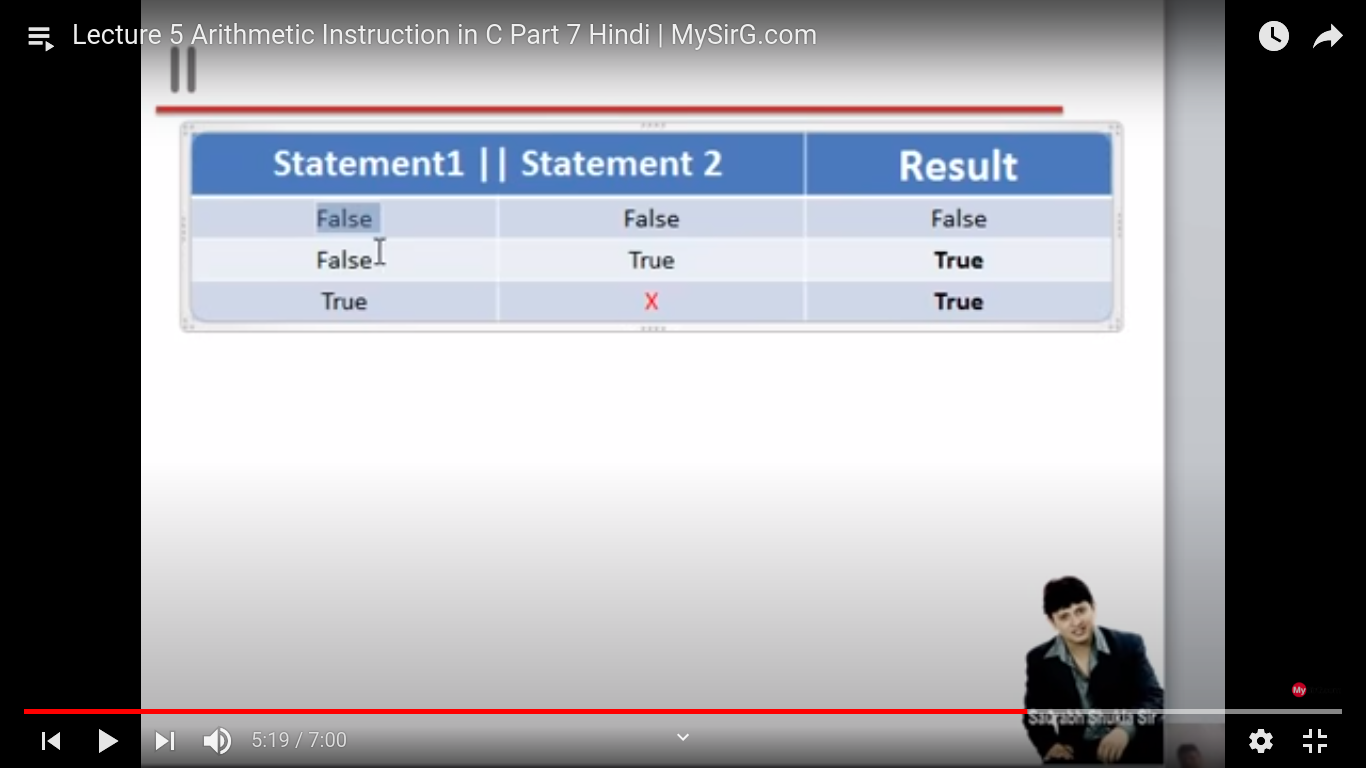 Lecture 5 Arithmetic Instruction in C Part 7 Hindi | MySirG.com
||
Statement1 || Statement 2 Result
False False False
False True True
True X True
My
Saurabh Shukla Sir
5:19 / 7:00